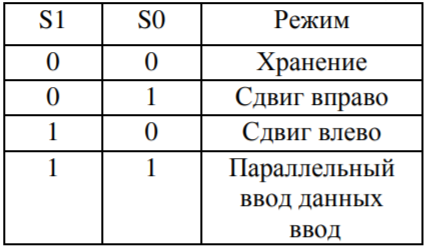 S1 S0 Режим
0 0 Хранение
0 1 Сдвиг вправо
1 0 Сдвиг влево
1 1 Параллельный
ввод данных
ввод